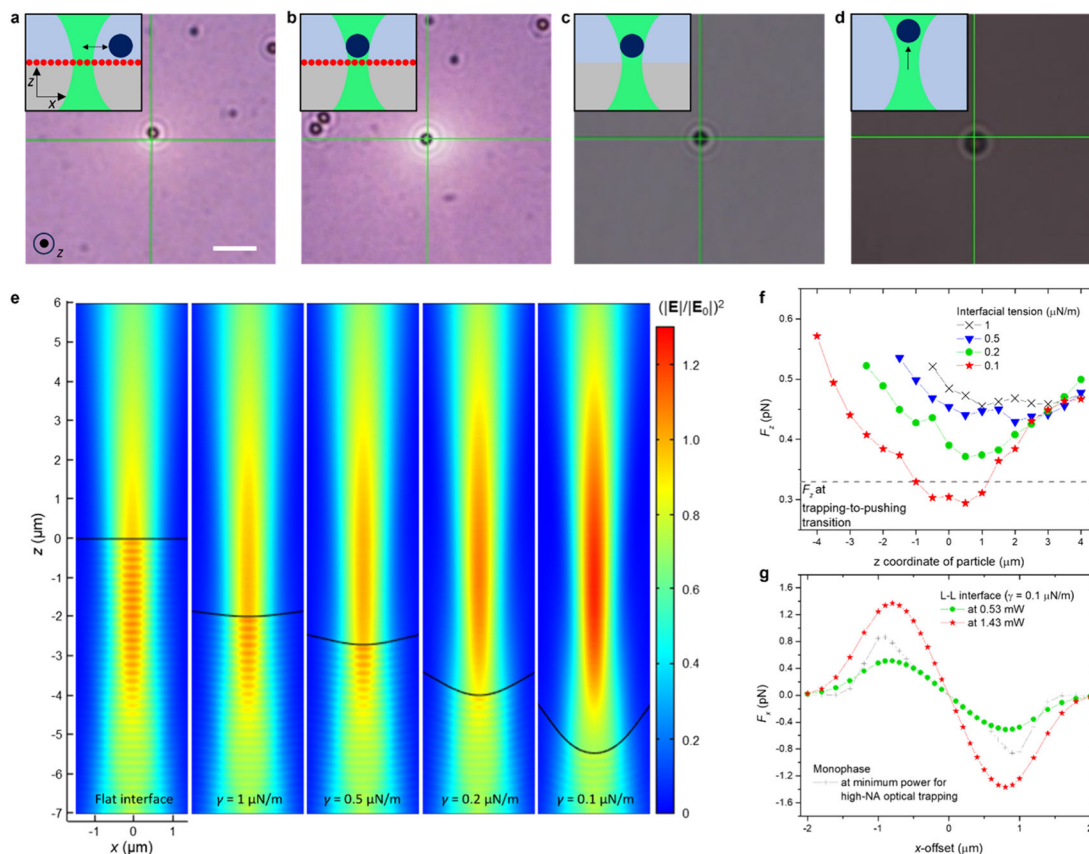 a
b
c
d
z
x
z
e
(|E|/|E₀|)²
6
5
4
3
2
1
0
-1
-2
-3
-4
-5
-6
-7
z (μm)
Flat interface
γ = 1 μN/m
γ = 0.5 μN/m
γ = 0.2 μN/m
γ = 0.1 μN/m
-1 0 1
x (μm)
1.2
1.0
0.8
0.6
0.4
0.2
0
f
Interfacial tension (μN/m)
1
0.5
0.2
0.1
0.6
0.5
0.4
0.3
F_z (pN)
F_z at
trapping-to-pushing
transition
-4 -3 -2 -1 0 1 2 3 4
z coordinate of particle (μm)
g
L-L interface (γ = 0.1 μN/m)
at 0.53 mW
at 1.43 mW
1.6
1.2
0.8
0.4
0.0
-0.4
-0.8
-1.2
-1.6
F_x (pN)
Monophase
at minimum power for
high-NA optical trapping
-2 -1 0 1 2
x-offset (μm)